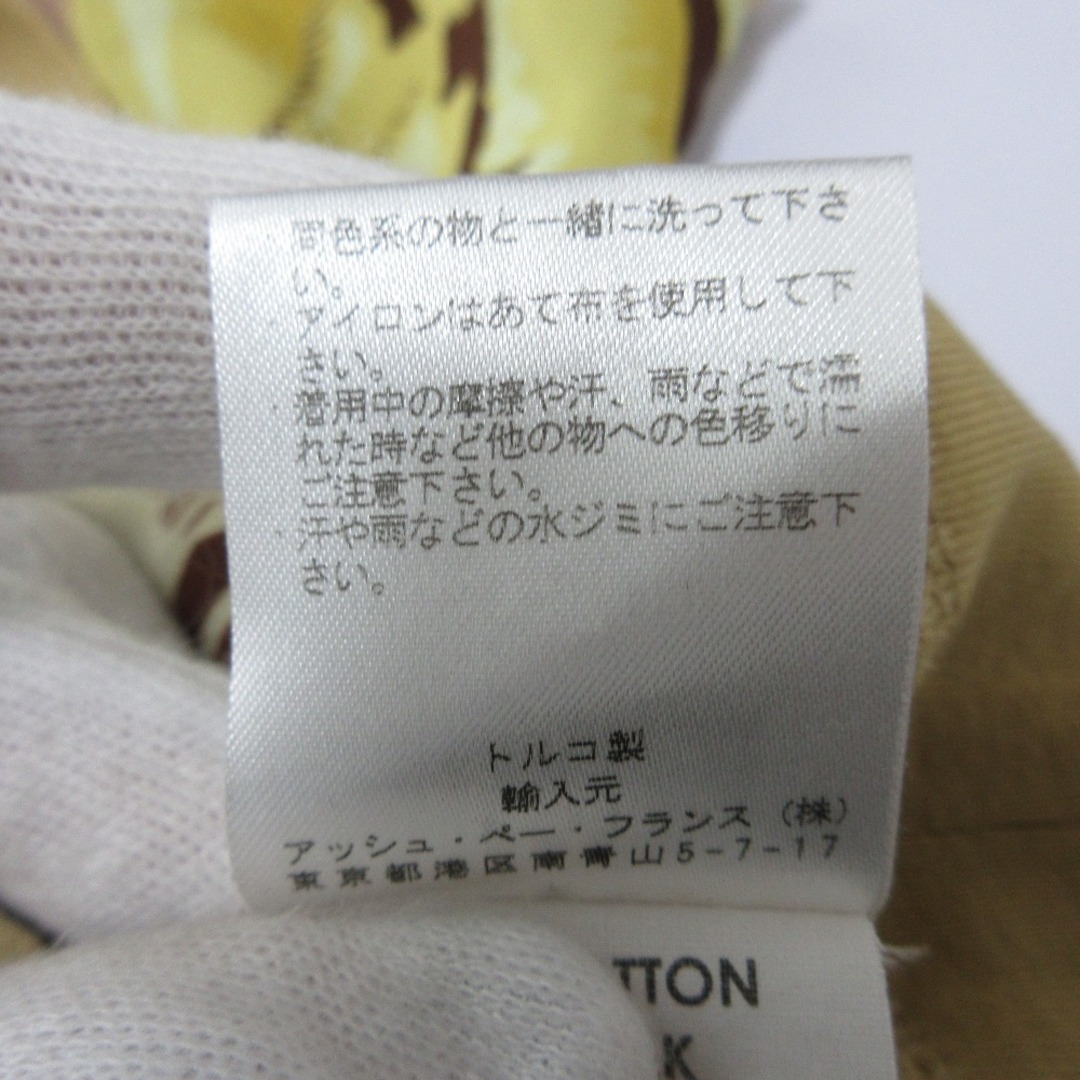 ・同色系の物と一緒に洗って下さ
い。
・アイロンはあて布を使用して下
さい。
・着用中の摩擦や汗、雨などで濡
れた時など他の物への色移りに
ご注意下さい。
・汗や雨などの水ジミにご注意下
さい。
トルコ製
輸入元
アッシュ・ペー・フランス(株)
東京都港区南青山5-7-17
TTON
K